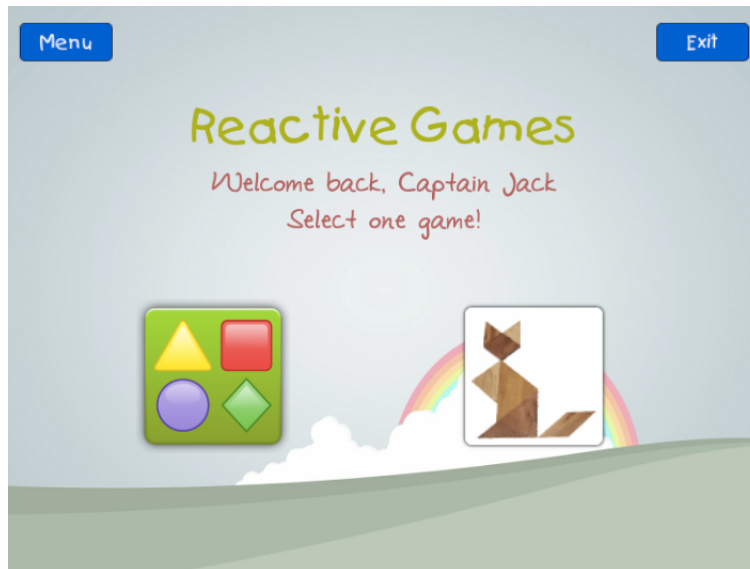 Menu
Exit
Reactive Games
Welcome back, Captain Jack
Select one game!